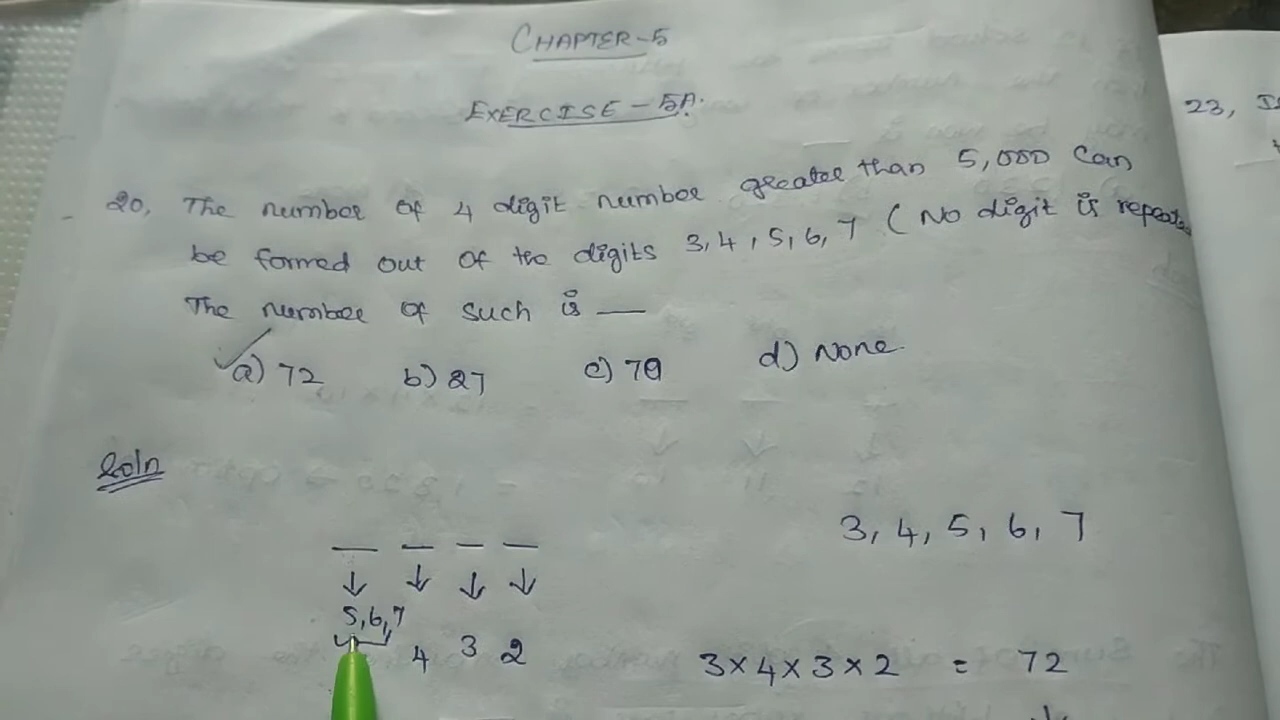 CHAPTER-5
EXERCISE - 5A.
20, The number of 4 digit number greater than 5,000 can
be formed out of the digits 3, 4, 5, 6, 7 (No digit is repeate
The number of such is —
a) 72 b) 27 c) 70 d) None
Soln
3, 4, 5, 6, 7
5,6,7
4 3 2
3×4×3×2 = 72
23,